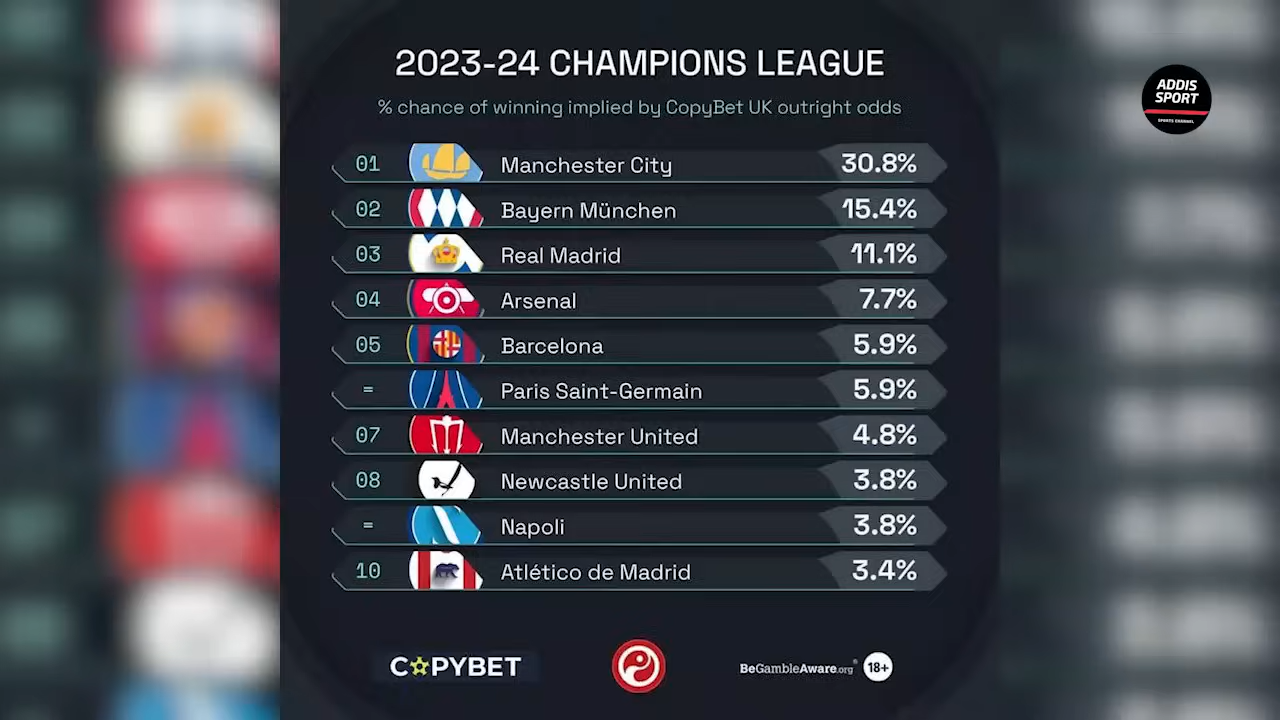 2023-24 CHAMPIONS LEAGUE
% chance of winning implied by CopyBet UK outright odds
ADDIS
SPORT
SPORTS CHANNEL
01 Manchester City 30.8%
02 Bayern München 15.4%
03 Real Madrid 11.1%
04 Arsenal 7.7%
05 Barcelona 5.9%
= Paris Saint-Germain 5.9%
07 Manchester United 4.8%
08 Newcastle United 3.8%
= Napoli 3.8%
10 Atlético de Madrid 3.4%
COPYBET
BeGambleAware.org® 18+